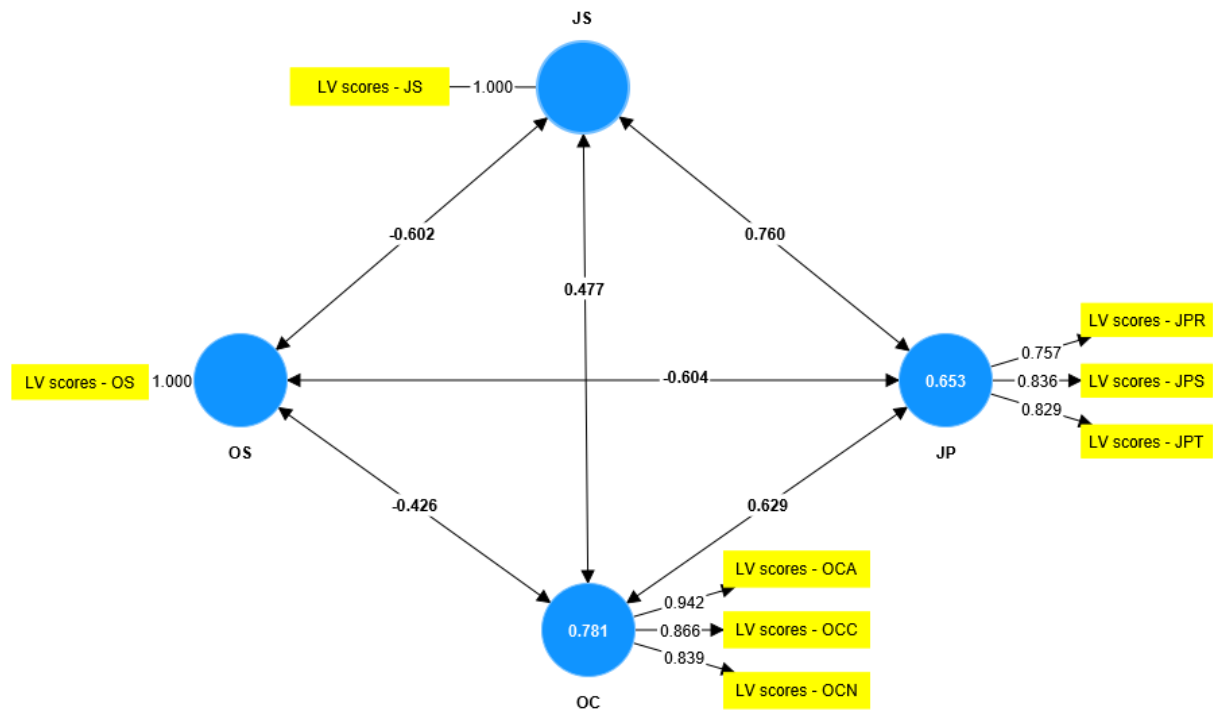 JS
LV scores - JS
1.000
-0.602
0.760
0.477
LV scores - JPR
0.757
LV scores - OS
1.000
-0.604
0.653
0.836
LV scores - JPS
0.829
LV scores - JPT
OS
JP
-0.426
0.629
LV scores - OCA
0.942
0.781
0.866
LV scores - OCC
0.839
LV scores - OCN
OC